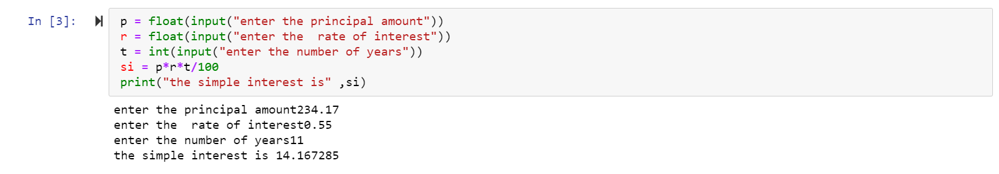 In [3]: p = float(input("enter the principal amount"))
r = float(input("enter the  rate of interest"))
t = int(input("enter the number of years"))
si = p*r*t/100
print("the simple interest is" ,si)
enter the principal amount234.17
enter the  rate of interest0.55
enter the number of years11
the simple interest is 14.167285